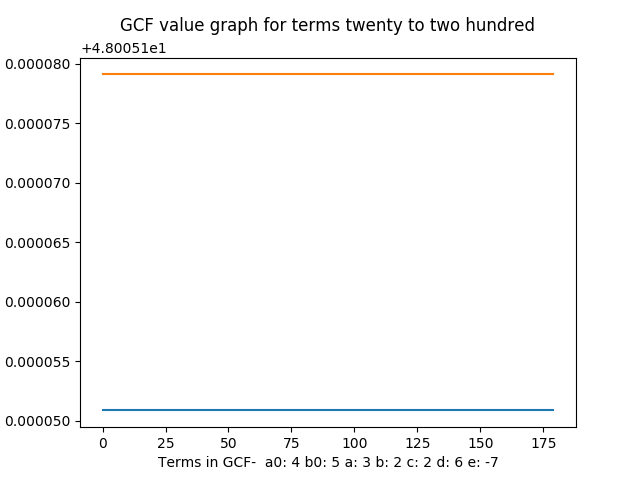 GCF value graph for terms twenty to two hundred
+4.80051e1
0.000080
0.000075
0.000070
0.000065
0.000060
0.000055
0.000050
0 25 50 75 100 125 150 175
Terms in GCF-  a0: 4 b0: 5 a: 3 b: 2 c: 2 d: 6 e: -7